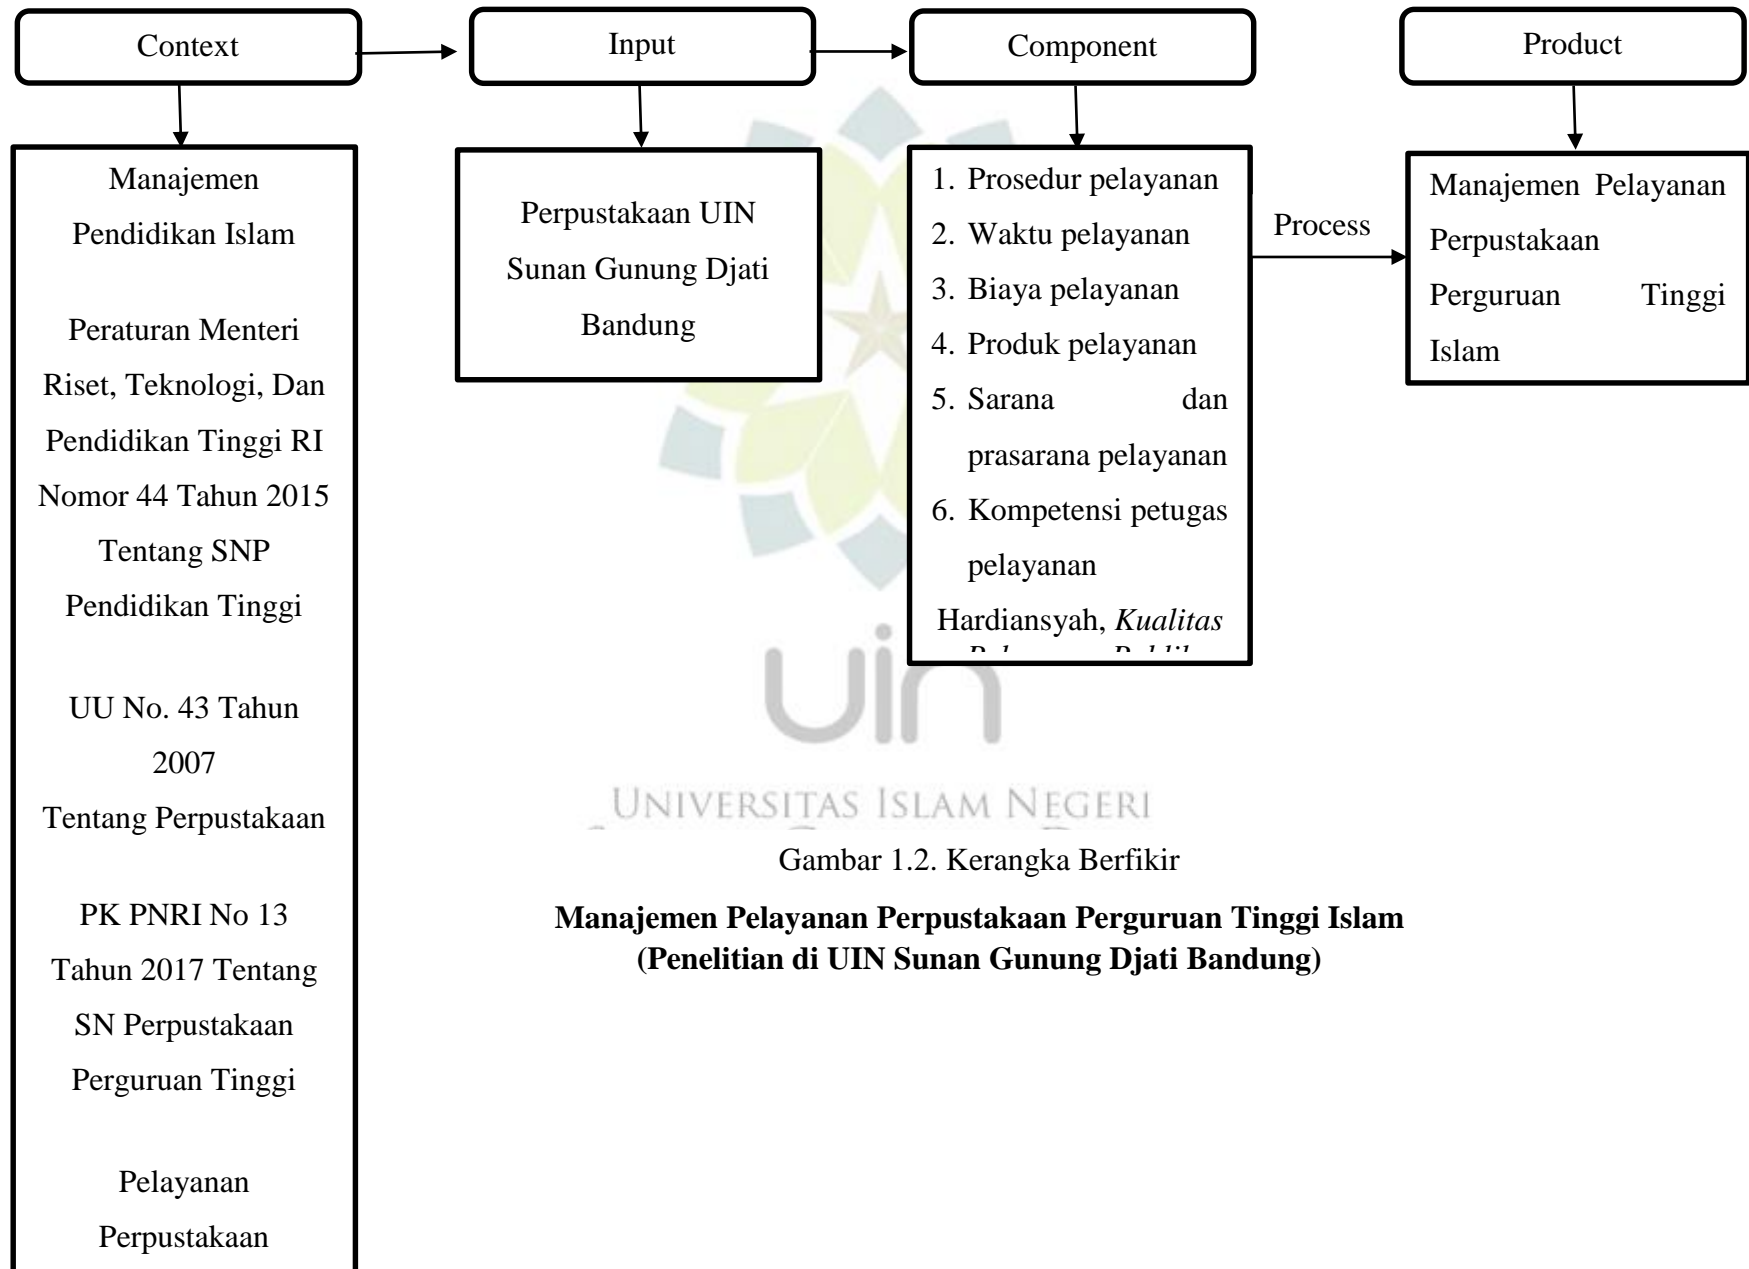 Context
Input
Component
Product
Manajemen
Pendidikan Islam
Peraturan Menteri
Riset, Teknologi, Dan
Pendidikan Tinggi RI
Nomor 44 Tahun 2015
Tentang SNP
Pendidikan Tinggi
UU No. 43 Tahun
2007
Tentang Perpustakaan
PK PNRI No 13
Tahun 2017 Tentang
SN Perpustakaan
Perguruan Tinggi
Pelayanan
Perpustakaan
Perpustakaan UIN
Sunan Gunung Djati
Bandung
1. Prosedur pelayanan
2. Waktu pelayanan
3. Biaya pelayanan
4. Produk pelayanan
5. Sarana dan
prasarana pelayanan
6. Kompetensi petugas
pelayanan
Hardiansyah, Kualitas
Process
Manajemen Pelayanan
Perpustakaan
Perguruan Tinggi
Islam
uin
UNIVERSITAS ISLAM NEGERI
Gambar 1.2. Kerangka Berfikir
Manajemen Pelayanan Perpustakaan Perguruan Tinggi Islam
(Penelitian di UIN Sunan Gunung Djati Bandung)